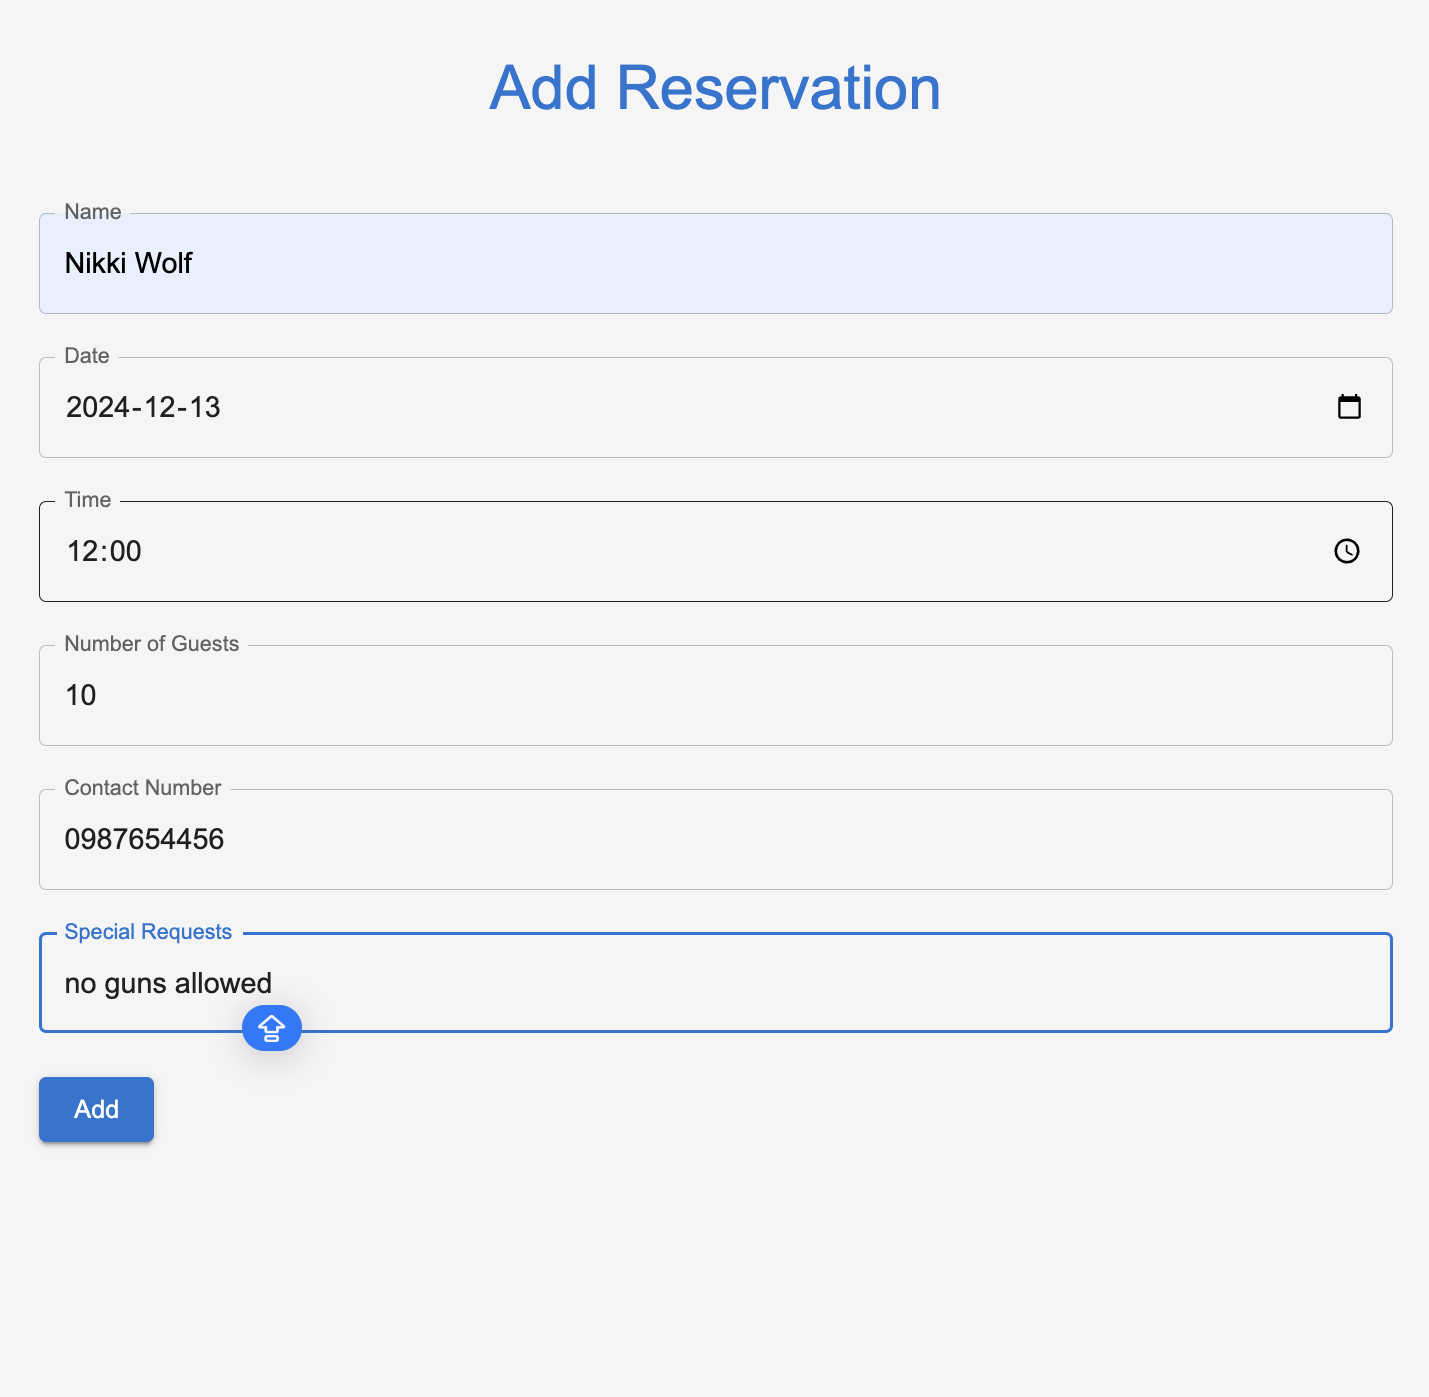 Add Reservation
Name
Nikki Wolf
Date
2024-12-13
Time
12:00
Number of Guests
10
Contact Number
0987654456
Special Requests
no guns allowed
Add